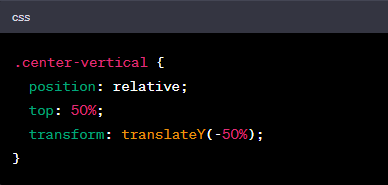 css
.center-vertical {
  position: relative;
  top: 50%;
  transform: translateY(-50%);
}